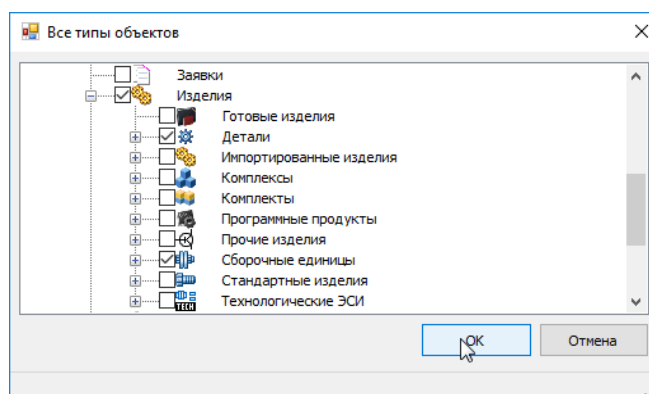 Все типы объектов
Заявки
Изделия
Готовые изделия
Детали
Импортированные изделия
Комплексы
Комплекты
Программные продукты
Прочие изделия
Сборочные единицы
Стандартные изделия
TECH Технологические ЭСИ
OK Отмена